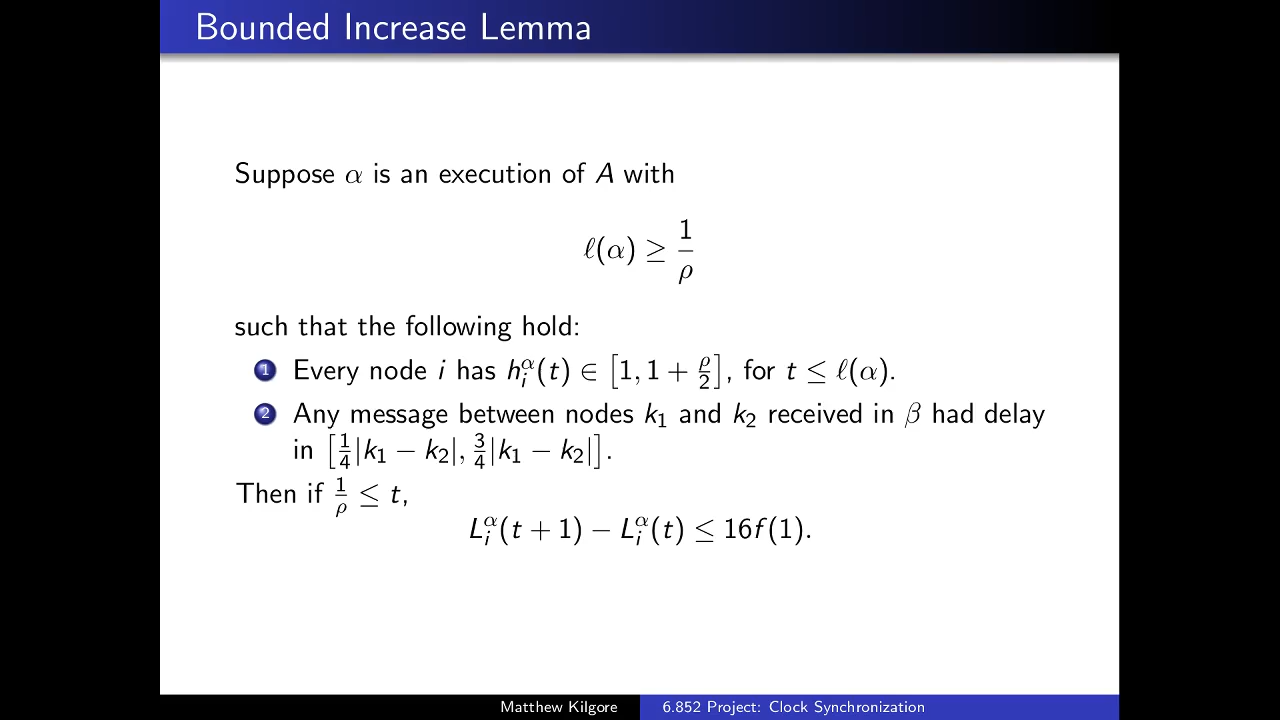 Bounded Increase Lemma
Suppose α is an execution of A with
ℓ(α) ≥ 1/ρ
such that the following hold:
1 Every node i has h_i^α(t) ∈ [1, 1 + ρ/2], for t ≤ ℓ(α).
2 Any message between nodes k₁ and k₂ received in β had delay
in [1/4|k₁ − k₂|, 3/4|k₁ − k₂|].
Then if 1/ρ ≤ t,
L_i^α(t + 1) − L_i^α(t) ≤ 16f(1).
Matthew Kilgore 6.852 Project: Clock Synchronization